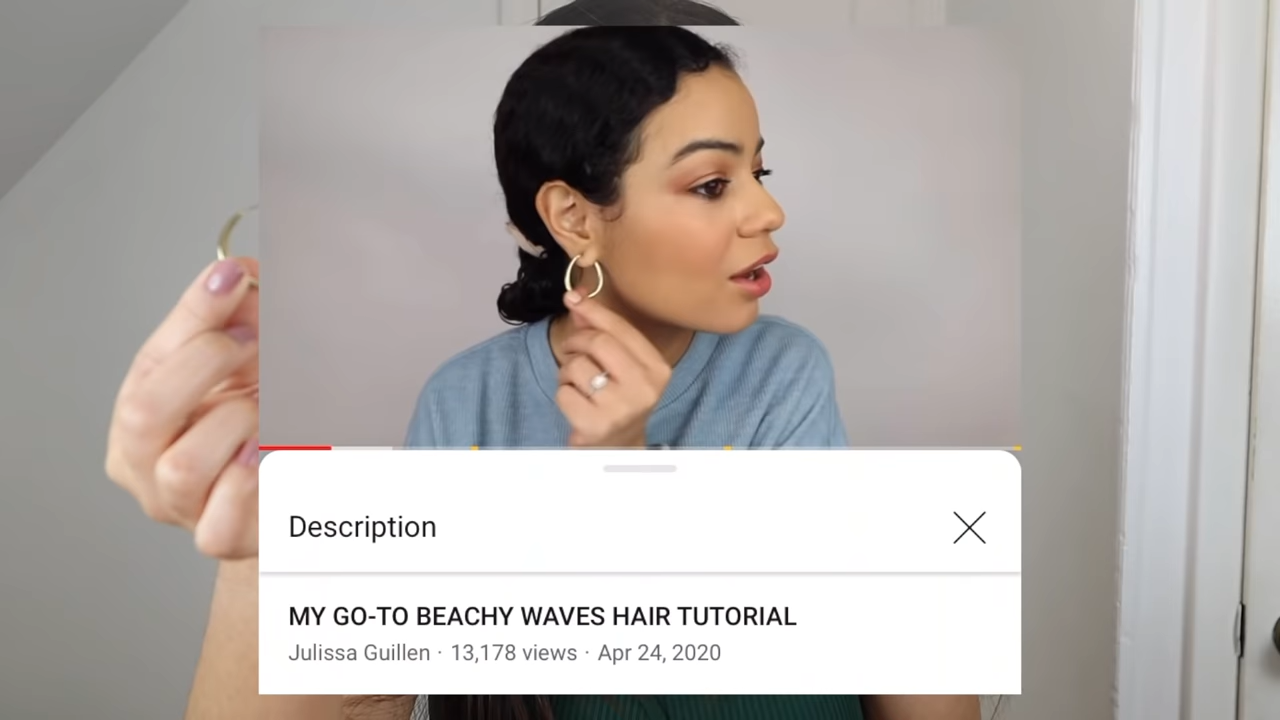 Description
MY GO-TO BEACHY WAVES HAIR TUTORIAL
Julissa Guillen · 13,178 views · Apr 24, 2020